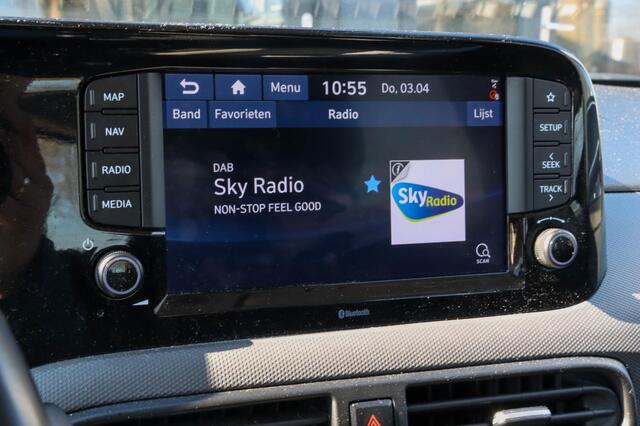 Menu 10:55 Do, 03.04
Band Favorieten Radio Lijst
MAP
NAV
RADIO
MEDIA
DAB
Sky Radio
NON-STOP FEEL GOOD
Sky Radio
SCAN
SETUP
SEEK
TRACK
Bluetooth